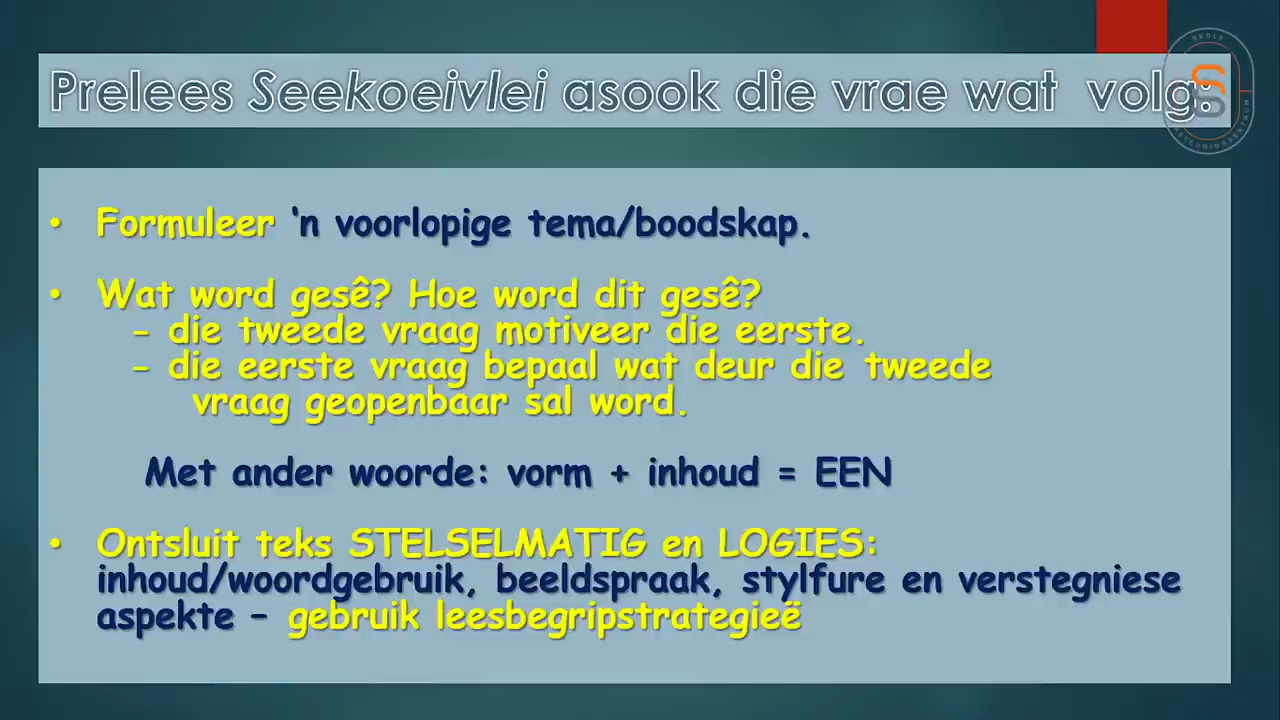 Prelees Seekoeivlei asook die vrae wat volg:
SKOLE
• Formuleer 'n voorlopige tema/boodskap.
• Wat word gesê? Hoe word dit gesê?
- die tweede vraag motiveer die eerste.
- die eerste vraag bepaal wat deur die tweede
vraag geopenbaar sal word.
Met ander woorde: vorm + inhoud = EEN
• Ontsluit teks STELSELMATIG en LOGIES:
inhoud/woordgebruik, beeldspraak, stylfure en verstegniese
aspekte – gebruik leesbegripstrategieë